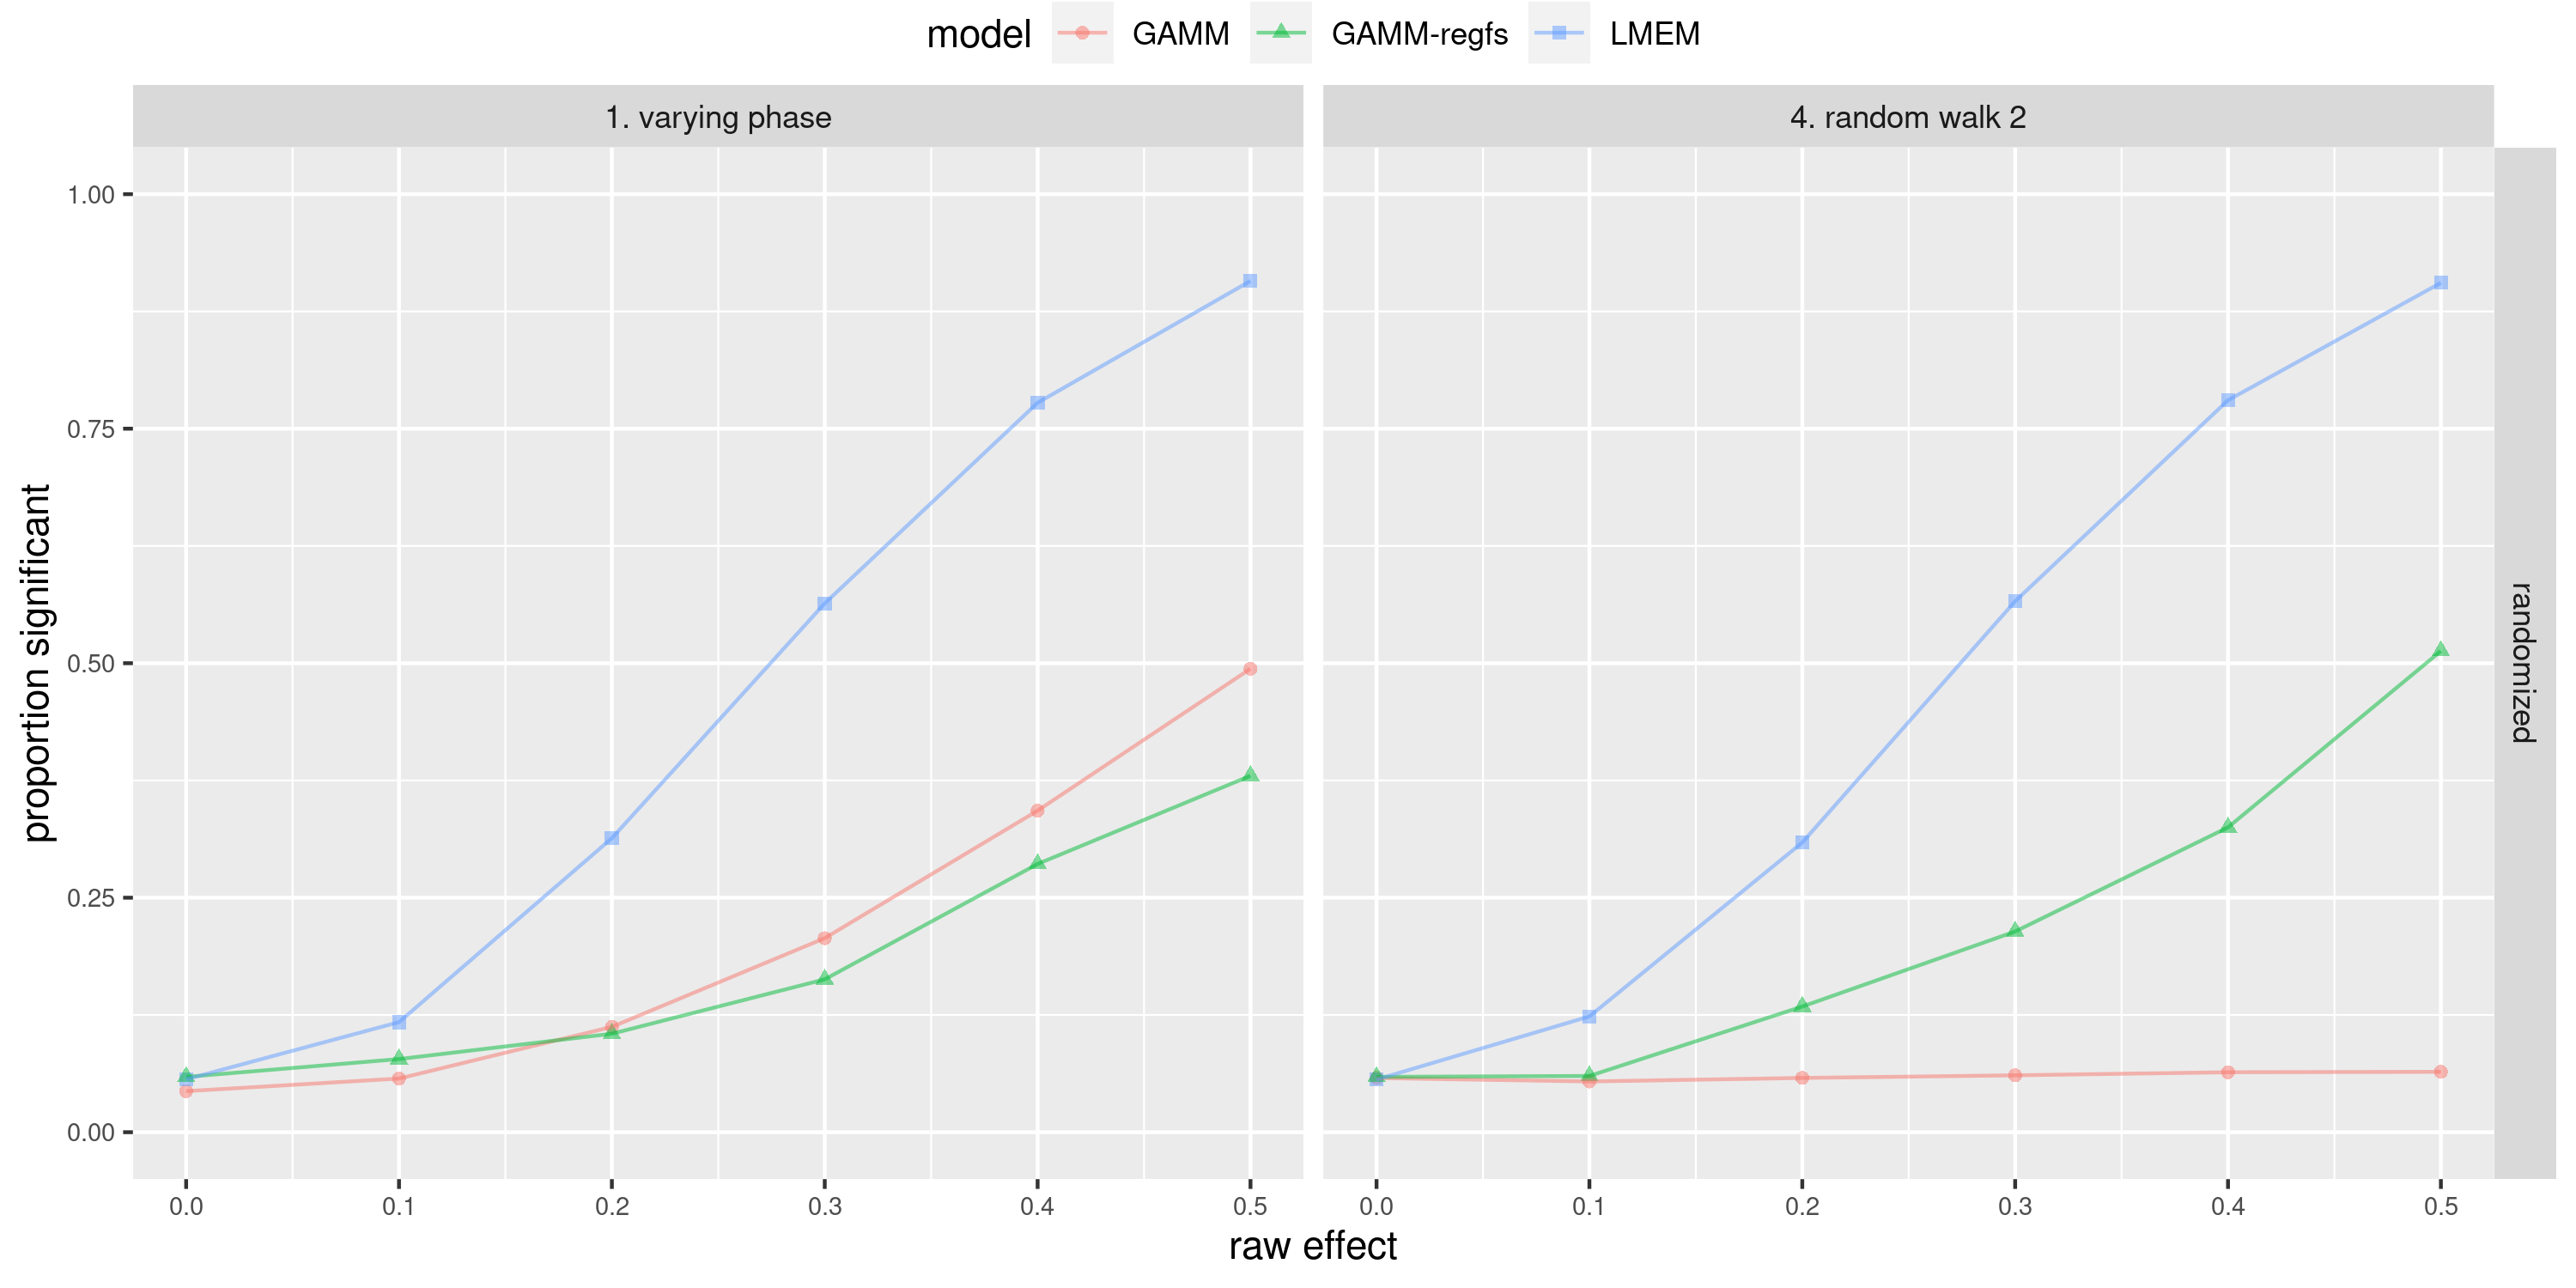 model GAMM GAMM-regfs LMEM
1. varying phase 4. random walk 2
1.00
0.75
0.50
0.25
0.00
proportion significant
randomized
0.0 0.1 0.2 0.3 0.4 0.5 0.0 0.1 0.2 0.3 0.4 0.5
raw effect